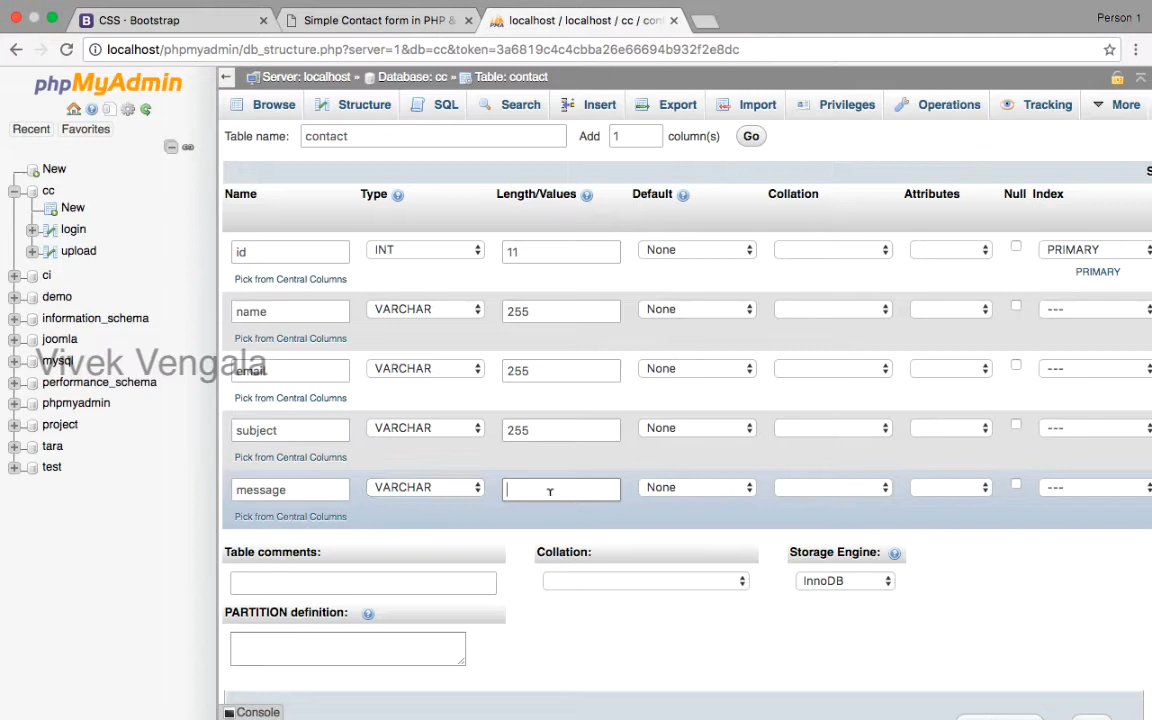 CSS · Bootstrap
Simple Contact form in PHP &
localhost / localhost / cc / con
Person 1
localhost/phpmyadmin/db_structure.php?server=1&db=cc&token=3a6819c4c4cbba26e66694b932f2e8dc
phpMyAdmin
Recent Favorites
New
cc
New
login
upload
ci
demo
information_schema
joomla
mysql
performance_schema
phpmyadmin
project
tara
test
Vivek Vengala
Server: localhost » Database: cc » Table: contact
Browse Structure SQL Search Insert Export Import Privileges Operations Tracking More
Table name: contact Add 1 column(s) Go
S
Name Type Length/Values Default Collation Attributes Null Index
id INT 11 None PRIMARY
Pick from Central Columns PRIMARY
name VARCHAR 255 None ---
Pick from Central Columns
email VARCHAR 255 None ---
Pick from Central Columns
subject VARCHAR 255 None ---
Pick from Central Columns
message VARCHAR None ---
Pick from Central Columns
Table comments: Collation: Storage Engine:
InnoDB
PARTITION definition:
Console